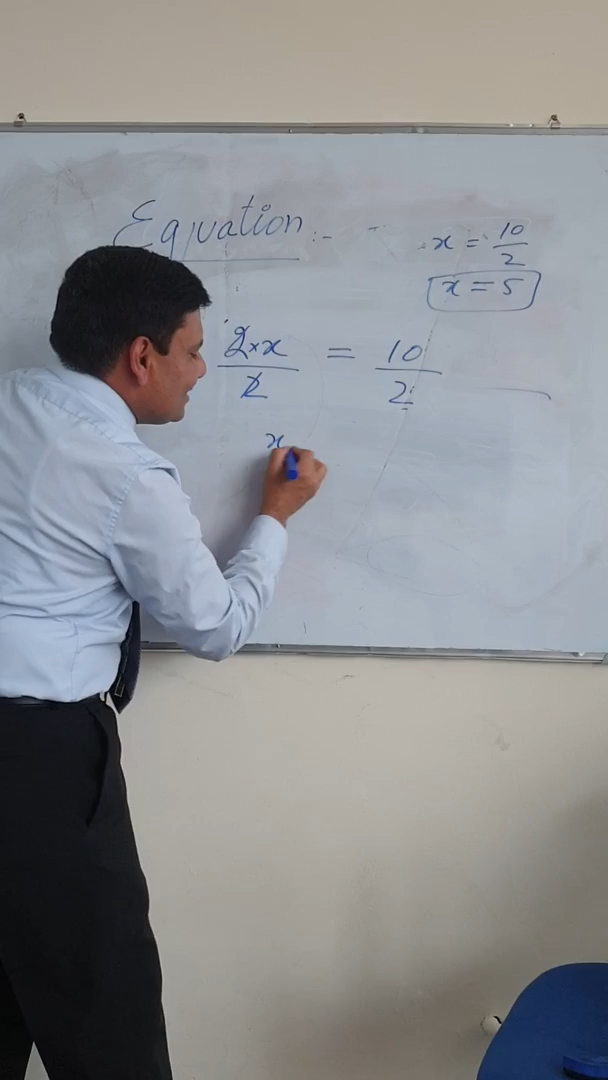 Equation :-
x = 10/2
x = 5
2×x/2 = 10/2
x